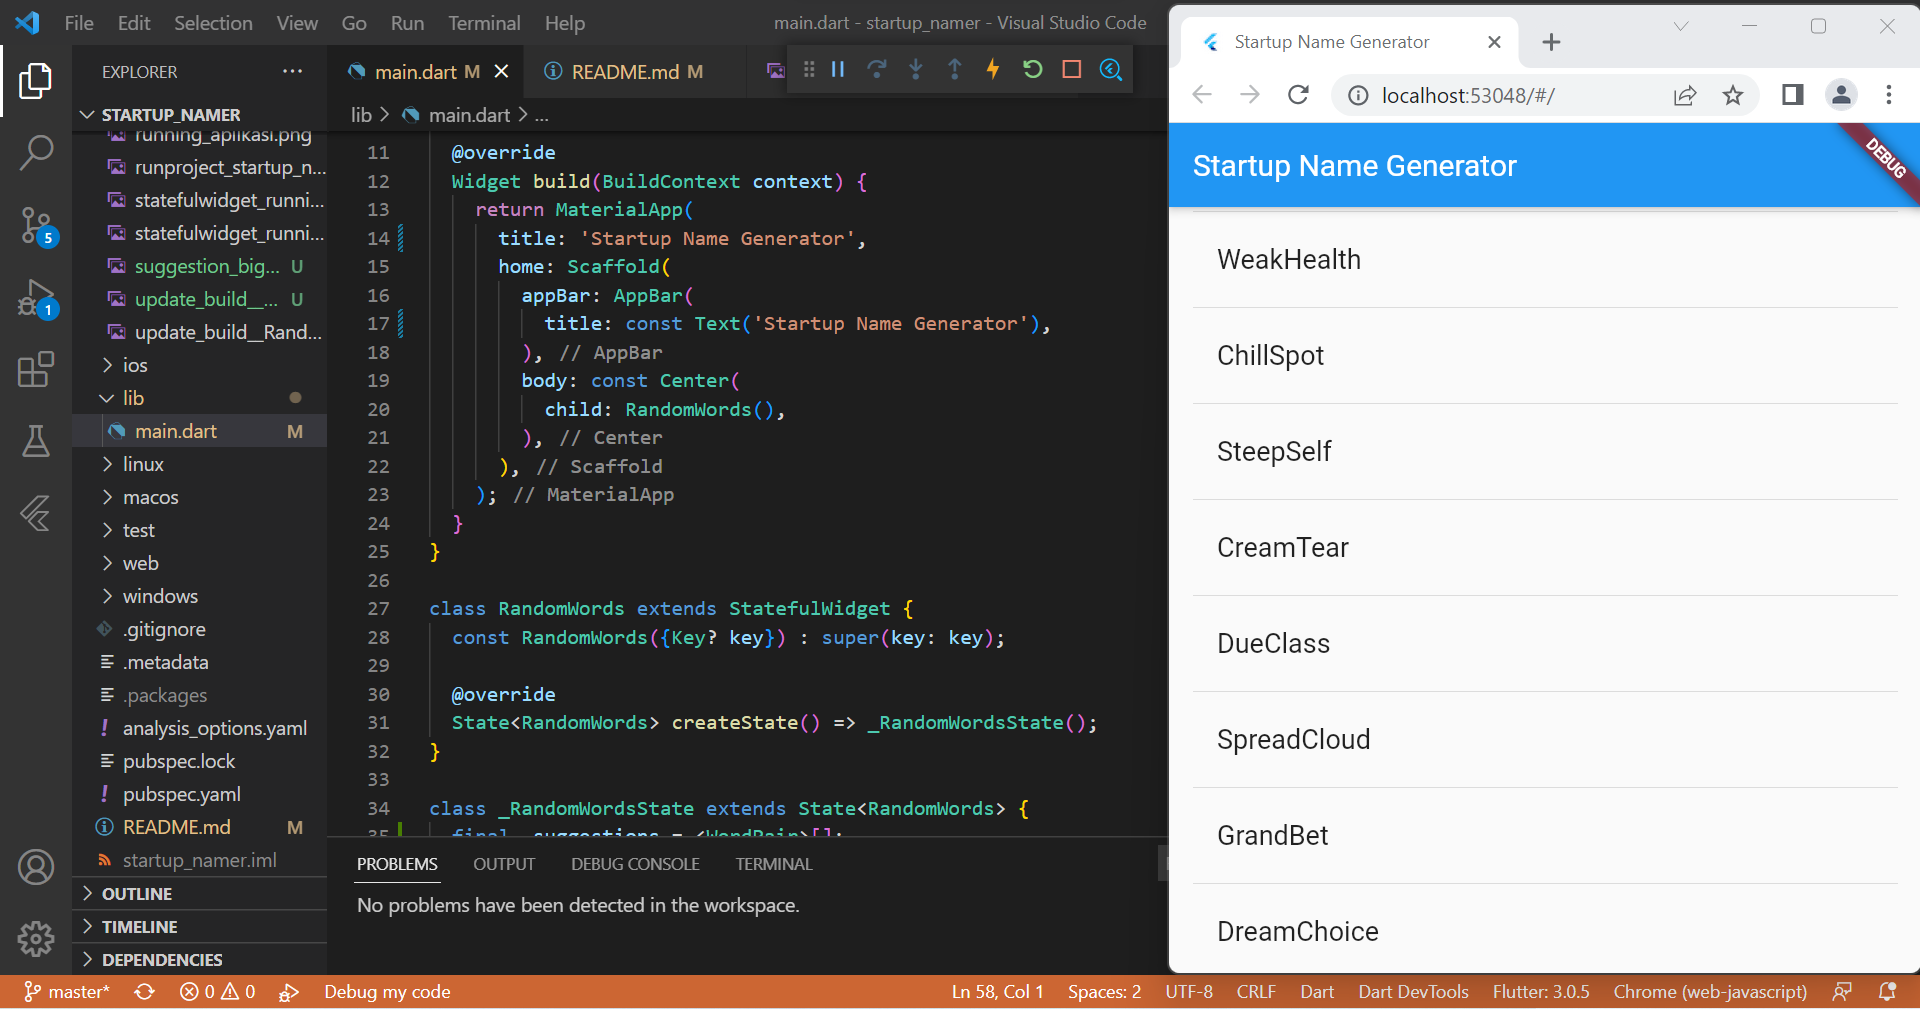 File Edit Selection View Go Run Terminal Help
main.dart - startup_namer - Visual Studio Code
EXPLORER
STARTUP_NAMER
running_aplikasi.png
runproject_startup_n...
statefulwidget_runni...
statefulwidget_runni...
suggestion_big... U
update_build__... U
update_build__Rand...
ios
lib
main.dart M
linux
macos
test
web
windows
.gitignore
.metadata
.packages
analysis_options.yaml
pubspec.lock
pubspec.yaml
README.md M
startup_namer.iml
OUTLINE
TIMELINE
DEPENDENCIES
5
1
main.dart M
README.md M
lib > main.dart > ...
11 @override
12 Widget build(BuildContext context) {
13 return MaterialApp(
14 title: 'Startup Name Generator',
15 home: Scaffold(
16 appBar: AppBar(
17 title: const Text('Startup Name Generator'),
18 ), // AppBar
19 body: const Center(
20 child: RandomWords(),
21 ), // Center
22 ), // Scaffold
23 ); // MaterialApp
24 }
25 }
26
27 class RandomWords extends StatefulWidget {
28 const RandomWords({Key? key}) : super(key: key);
29
30 @override
31 State<RandomWords> createState() => _RandomWordsState();
32 }
33
34 class _RandomWordsState extends State<RandomWords> {
35 final _suggestions = <WordPair>[];
PROBLEMS OUTPUT DEBUG CONSOLE TERMINAL
No problems have been detected in the workspace.
Startup Name Generator
localhost:53048/#/
Startup Name Generator
DEBUG
WeakHealth
ChillSpot
SteepSelf
CreamTear
DueClass
SpreadCloud
GrandBet
DreamChoice
master* 0 0 Debug my code Ln 58, Col 1 Spaces: 2 UTF-8 CRLF Dart Dart DevTools Flutter: 3.0.5 Chrome (web-javascript)